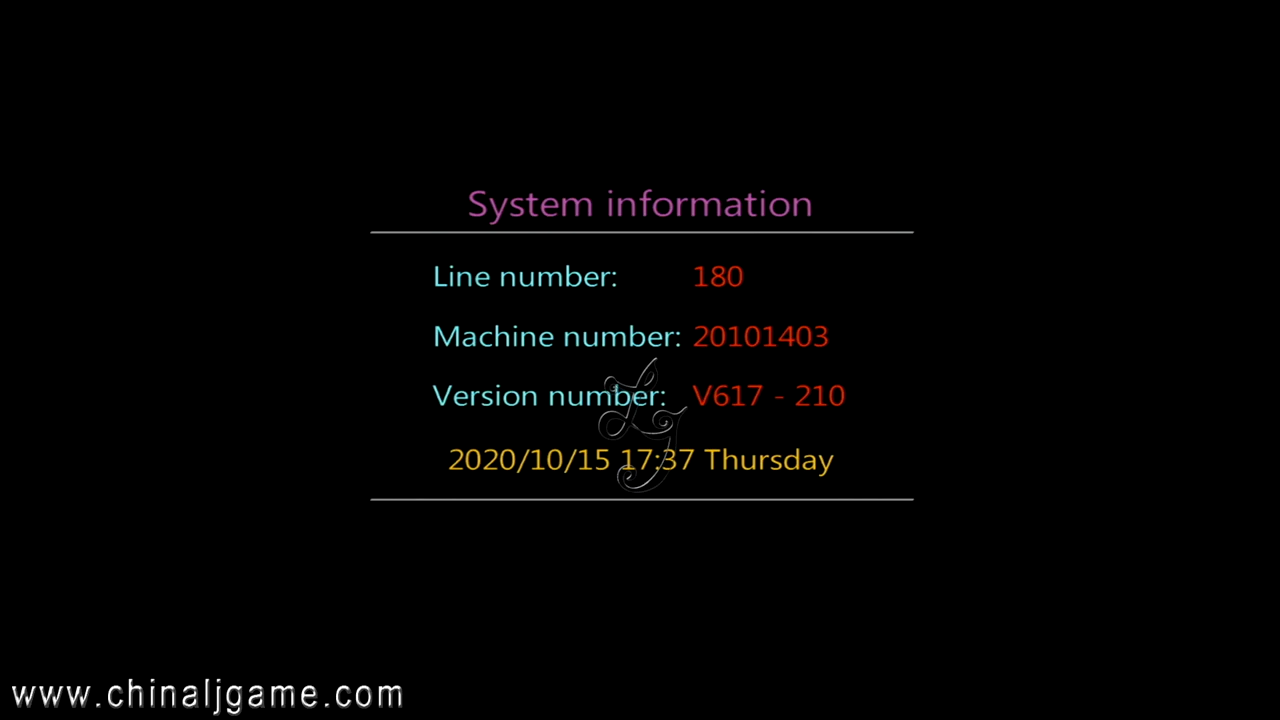 System information
Line number: 180
Machine number: 20101403
Version number: V617 - 210
2020/10/15 17:37 Thursday
LJ
www.chinaljgame.com